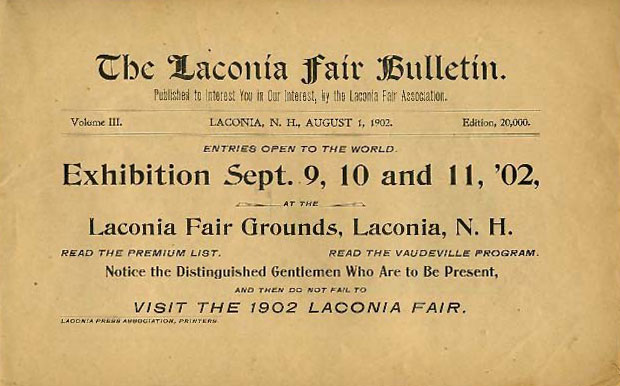 The Laconia Fair Bulletin.
Published to Interest You in Our Interest, by the Laconia Fair Association.
Volume III. LACONIA, N. H., AUGUST 1, 1902. Edition, 20,000.
ENTRIES OPEN TO THE WORLD.
Exhibition Sept. 9, 10 and 11, '02,
AT THE
Laconia Fair Grounds, Laconia, N. H.
READ THE PREMIUM LIST. READ THE VAUDEVILLE PROGRAM.
Notice the Distinguished Gentlemen Who Are to Be Present,
AND THEN DO NOT FAIL TO
VISIT THE 1902 LACONIA FAIR.
LACONIA PRESS ASSOCIATION, PRINTERS